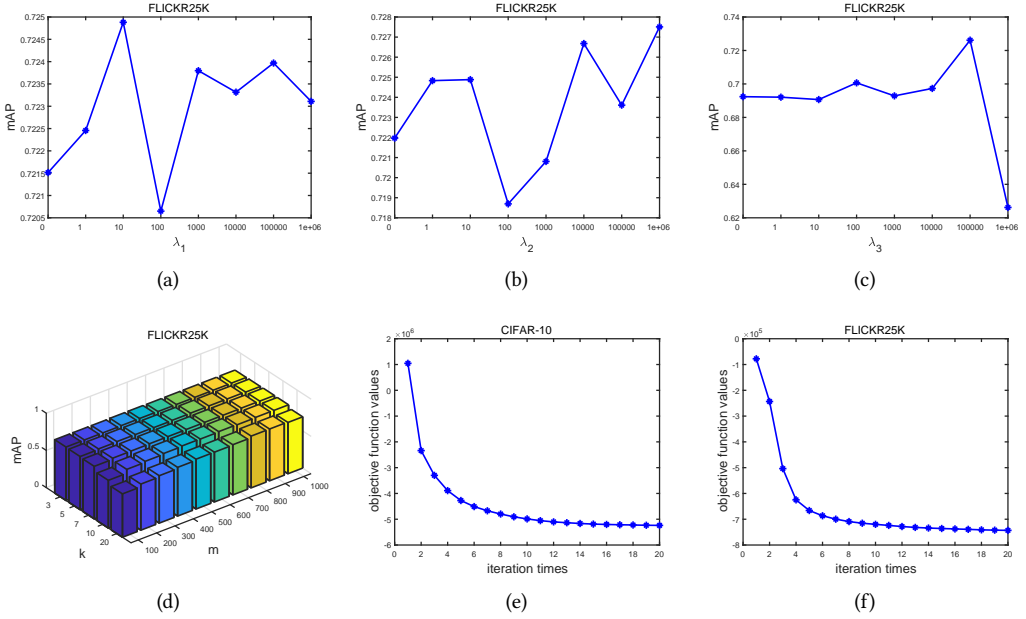 FLICKR25K
0.725
0.7245
0.724
0.7235
0.723
0.7225
0.722
0.7215
0.721
0.7205
mAP
0 1 10 100 1000 10000 100000 1e+06
λ1
(a)
FLICKR25K
0.728
0.727
0.726
0.725
0.724
0.723
0.722
0.721
0.72
0.719
0.718
mAP
0 1 10 100 1000 10000 100000 1e+06
λ2
(b)
FLICKR25K
0.74
0.72
0.7
0.68
0.66
0.64
0.62
mAP
0 1 10 100 1000 10000 100000 1e+06
λ3
(c)
FLICKR25K
1
0.5
0
mAP
3 5 7 10 20
k
100 200 300 400 500 600 700 800 900 1000
m
(d)
CIFAR-10
×10^6
2
1
0
-1
-2
-3
-4
-5
-6
objective function values
0 2 4 6 8 10 12 14 16 18 20
iteration times
(e)
FLICKR25K
×10^5
-0
-1
-2
-3
-4
-5
-6
-7
-8
objective function values
0 2 4 6 8 10 12 14 16 18 20
iteration times
(f)